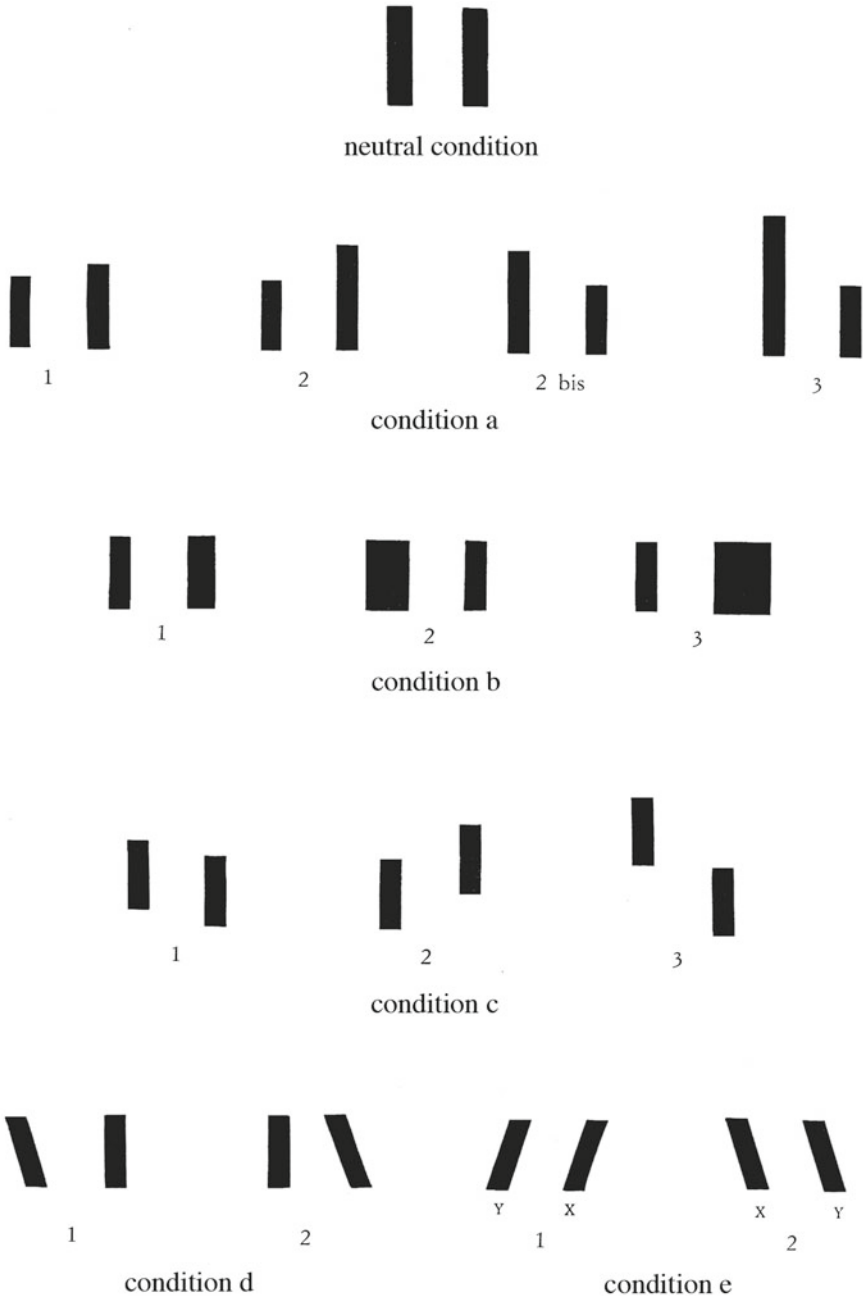 neutral condition
1 2 2 bis 3
condition a
1 2 3
condition b
1 2 3
condition c
Y X X Y
1 2 1 2
condition d condition e